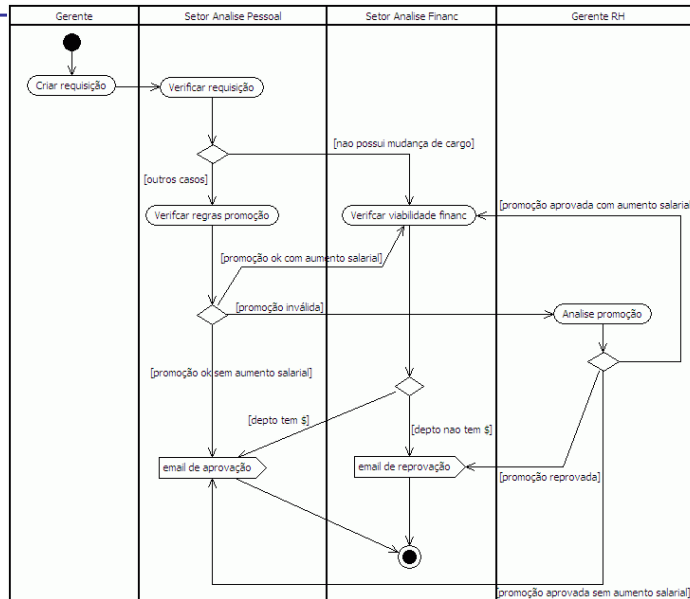 Gerente
Setor Analise Pessoal
Setor Analise Financ
Gerente RH
Criar requisição
Verificar requisição
[nao possui mudança de cargo]
[outros casos]
Verifcar regras promoção
Verifcar viabilidade financ
[promoção aprovada com aumento salarial
[promoção ok com aumento salarial]
[promoção inválida]
Analise promoção
[promoção ok sem aumento salarial]
[depto tem $]
[depto nao tem $]
email de aprovação
email de reprovação
[promoção reprovada]
[promoção aprovada sem aumento salarial]